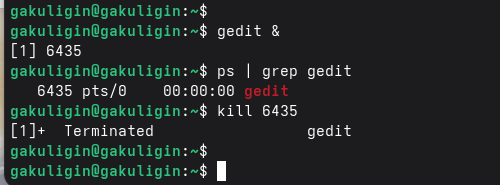 gakuligin@gakuligin:~$
gakuligin@gakuligin:~$ gedit &
[1] 6435
gakuligin@gakuligin:~$ ps | grep gedit
   6435 pts/0    00:00:00 gedit
gakuligin@gakuligin:~$ kill 6435
[1]+  Terminated              gedit
gakuligin@gakuligin:~$
gakuligin@gakuligin:~$